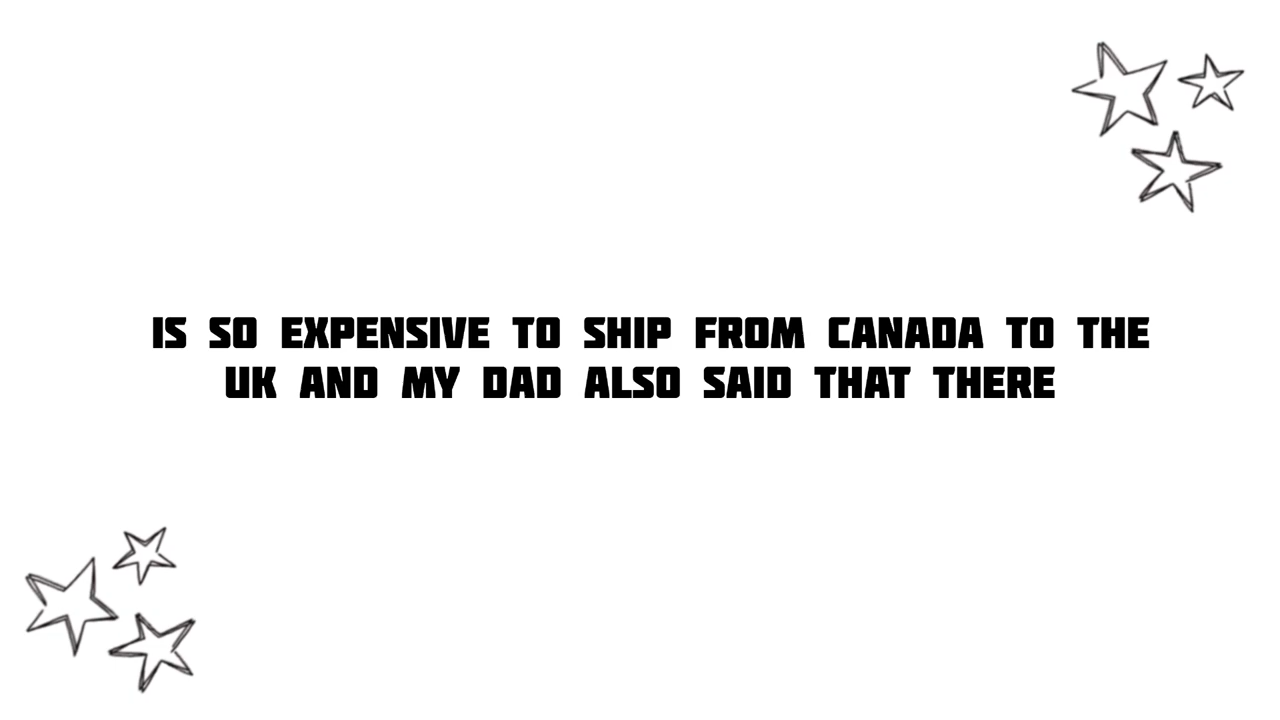 IS SO EXPENSIVE TO SHIP FROM CANADA TO THE
UK AND MY DAD ALSO SAID THAT THERE